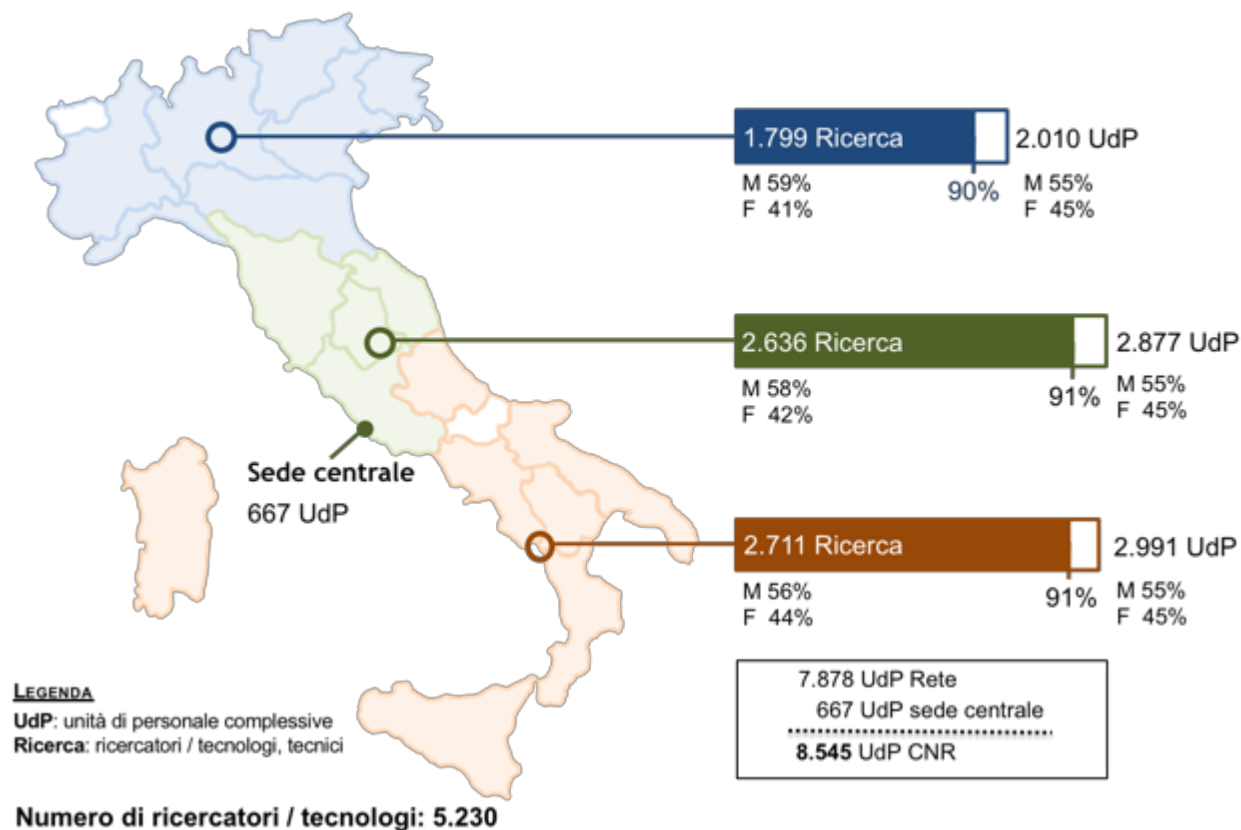 1.799 Ricerca
2.010 UdP
M 59%
F 41%
90%
M 55%
F 45%
2.636 Ricerca
2.877 UdP
M 58%
F 42%
91%
M 55%
F 45%
Sede centrale
667 UdP
2.711 Ricerca
2.991 UdP
M 56%
F 44%
91%
M 55%
F 45%
7.878 UdP Rete
667 UdP sede centrale
8.545 UdP CNR
LEGENDA
UdP: unità di personale complessive
Ricerca: ricercatori / tecnologi, tecnici
Numero di ricercatori / tecnologi: 5.230